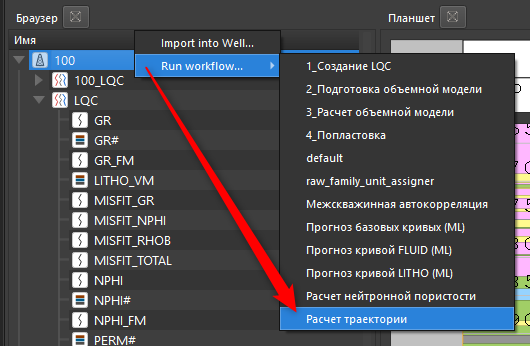 Браузер
Планшет
Имя
100
Import into Well...
Run workflow...
100_LQC
LQC
GR
GR#
GR_FM
LITHO_VM
MISFIT_GR
MISFIT_NPHI
MISFIT_RHOB
MISFIT_TOTAL
NPHI
NPHI#
NPHI_FM
PERM#
1_Создание LQC
2_Подготовка объемной модели
3_Расчет объемной модели
4_Попластовка
default
raw_family_unit_assigner
Межскважинная автокорреляция
Прогноз базовых кривых (ML)
Прогноз кривой FLUID (ML)
Прогноз кривой LITHO (ML)
Расчет нейтронной пористости
Расчет траектории